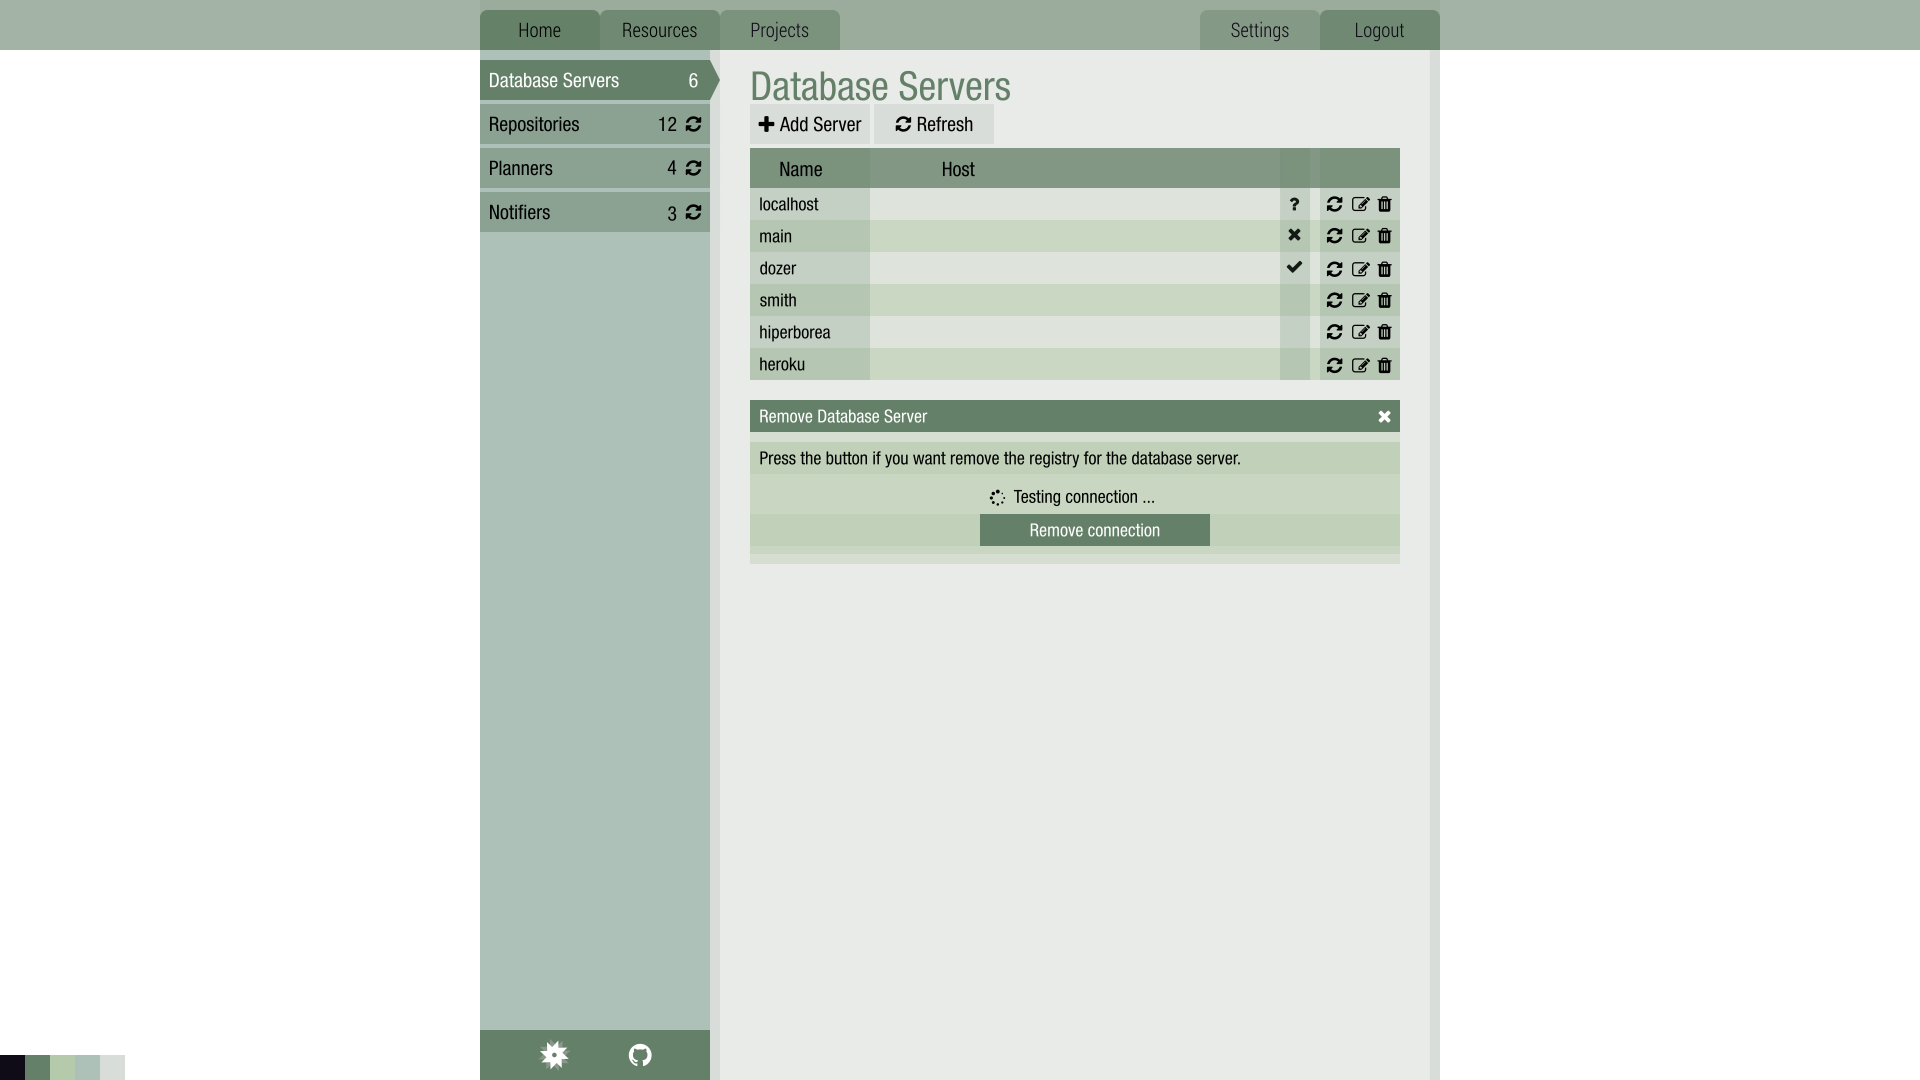 Home Resources Projects Settings Logout
Database Servers 6
Repositories 12
Planners 4
Notifiers 3
Database Servers
Add Server Refresh
Name Host
localhost ?
main
dozer
smith
hiperborea
heroku
Remove Database Server
Press the button if you want remove the registry for the database server.
Testing connection ...
Remove connection